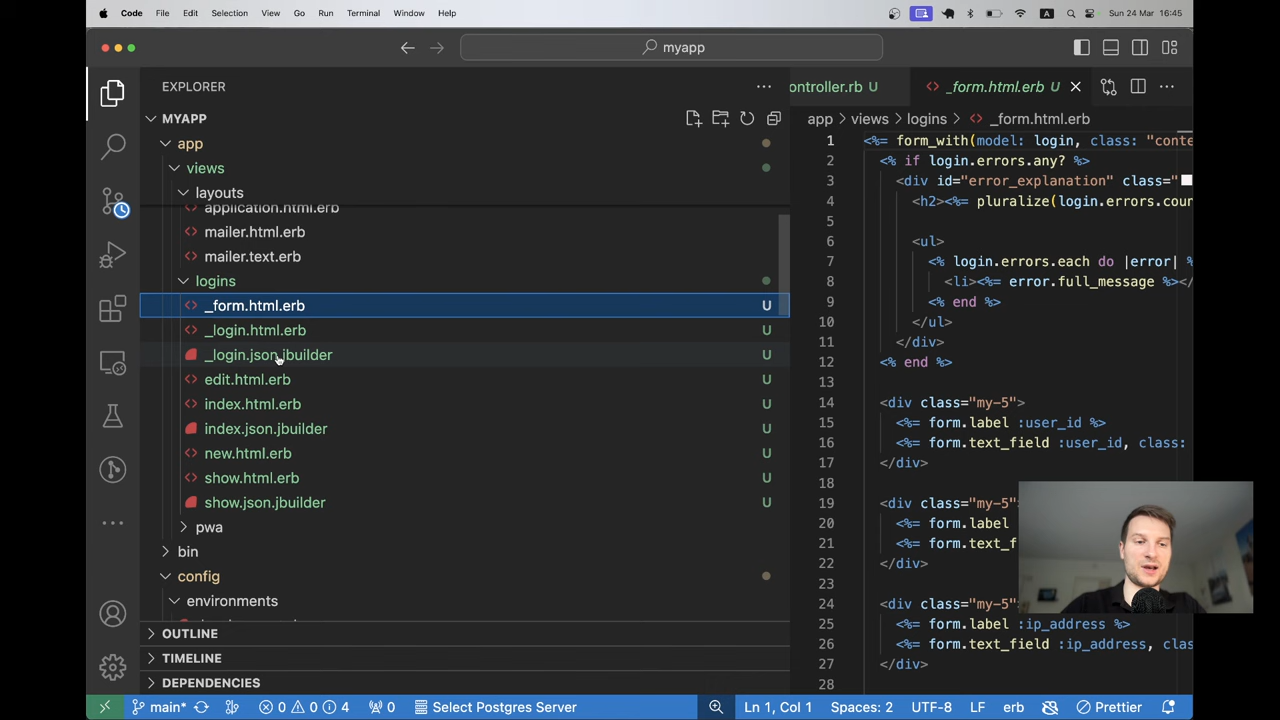 Code File Edit Selection View Go Run Terminal Window Help A Sun 24 Mar 16:45
myapp
EXPLORER
MYAPP
app
views
layouts
application.html.erb
mailer.html.erb
mailer.text.erb
logins
_form.html.erb U
_login.html.erb U
_login.json.jbuilder U
edit.html.erb U
index.html.erb U
index.json.jbuilder U
new.html.erb U
show.html.erb U
show.json.jbuilder U
pwa
bin
config
environments
OUTLINE
TIMELINE
DEPENDENCIES
ontroller.rb U _form.html.erb U
app > views > logins > _form.html.erb
1 <%= form_with(model: login, class: "conte
2 <% if login.errors.any? %>
3 <div id="error_explanation" class="
4 <h2><%= pluralize(login.errors.coun
5
6 <ul>
7 <% login.errors.each do |error| %
8 <li><%= error.full_message %></
9 <% end %>
10 </ul>
11 </div>
12 <% end %>
13
14 <div class="my-5">
15 <%= form.label :user_id %>
16 <%= form.text_field :user_id, class:
17 </div>
18
19 <div class="my-5"
20 <%= form.label
21 <%= form.text_f
22 </div>
23
24 <div class="my-5"
25 <%= form.label :ip_address %>
26 <%= form.text_field :ip_address, clas
27 </div>
28
main* 0 0 4 0 Select Postgres Server Ln 1, Col 1 Spaces: 2 UTF-8 LF erb Prettier